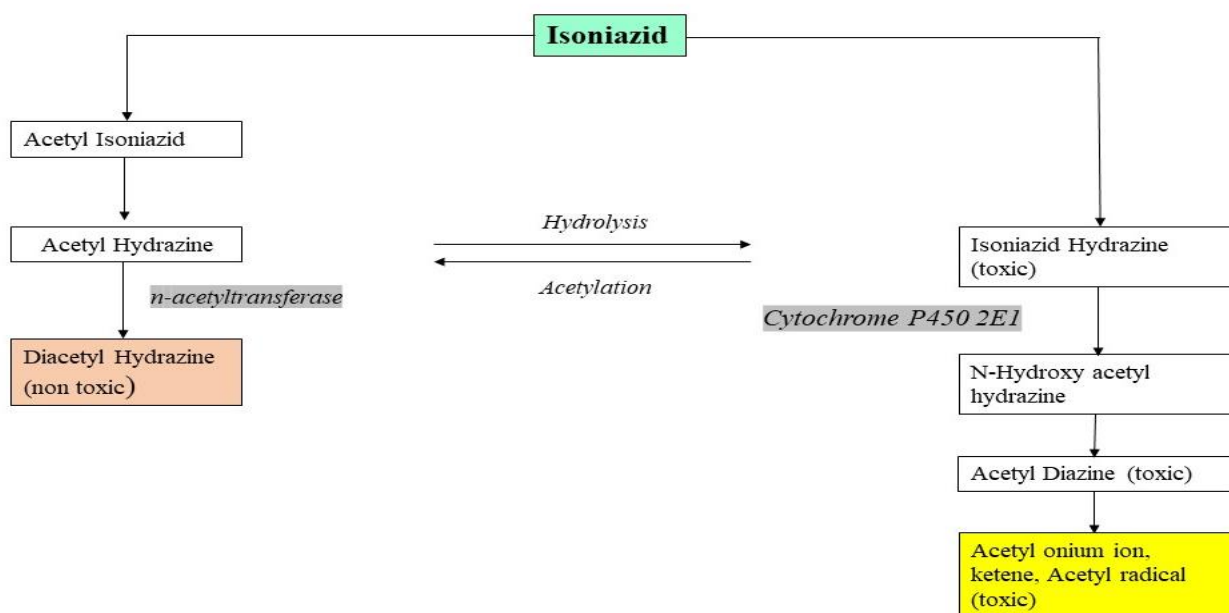 Isoniazid
Acetyl Isoniazid
Acetyl Hydrazine
n-acetyltransferase
Diacetyl Hydrazine
(non toxic)
Hydrolysis
Acetylation
Isoniazid Hydrazine
(toxic)
Cytochrome P450 2E1
N-Hydroxy acetyl
hydrazine
Acetyl Diazine (toxic)
Acetyl onium ion,
ketene, Acetyl radical
(toxic)